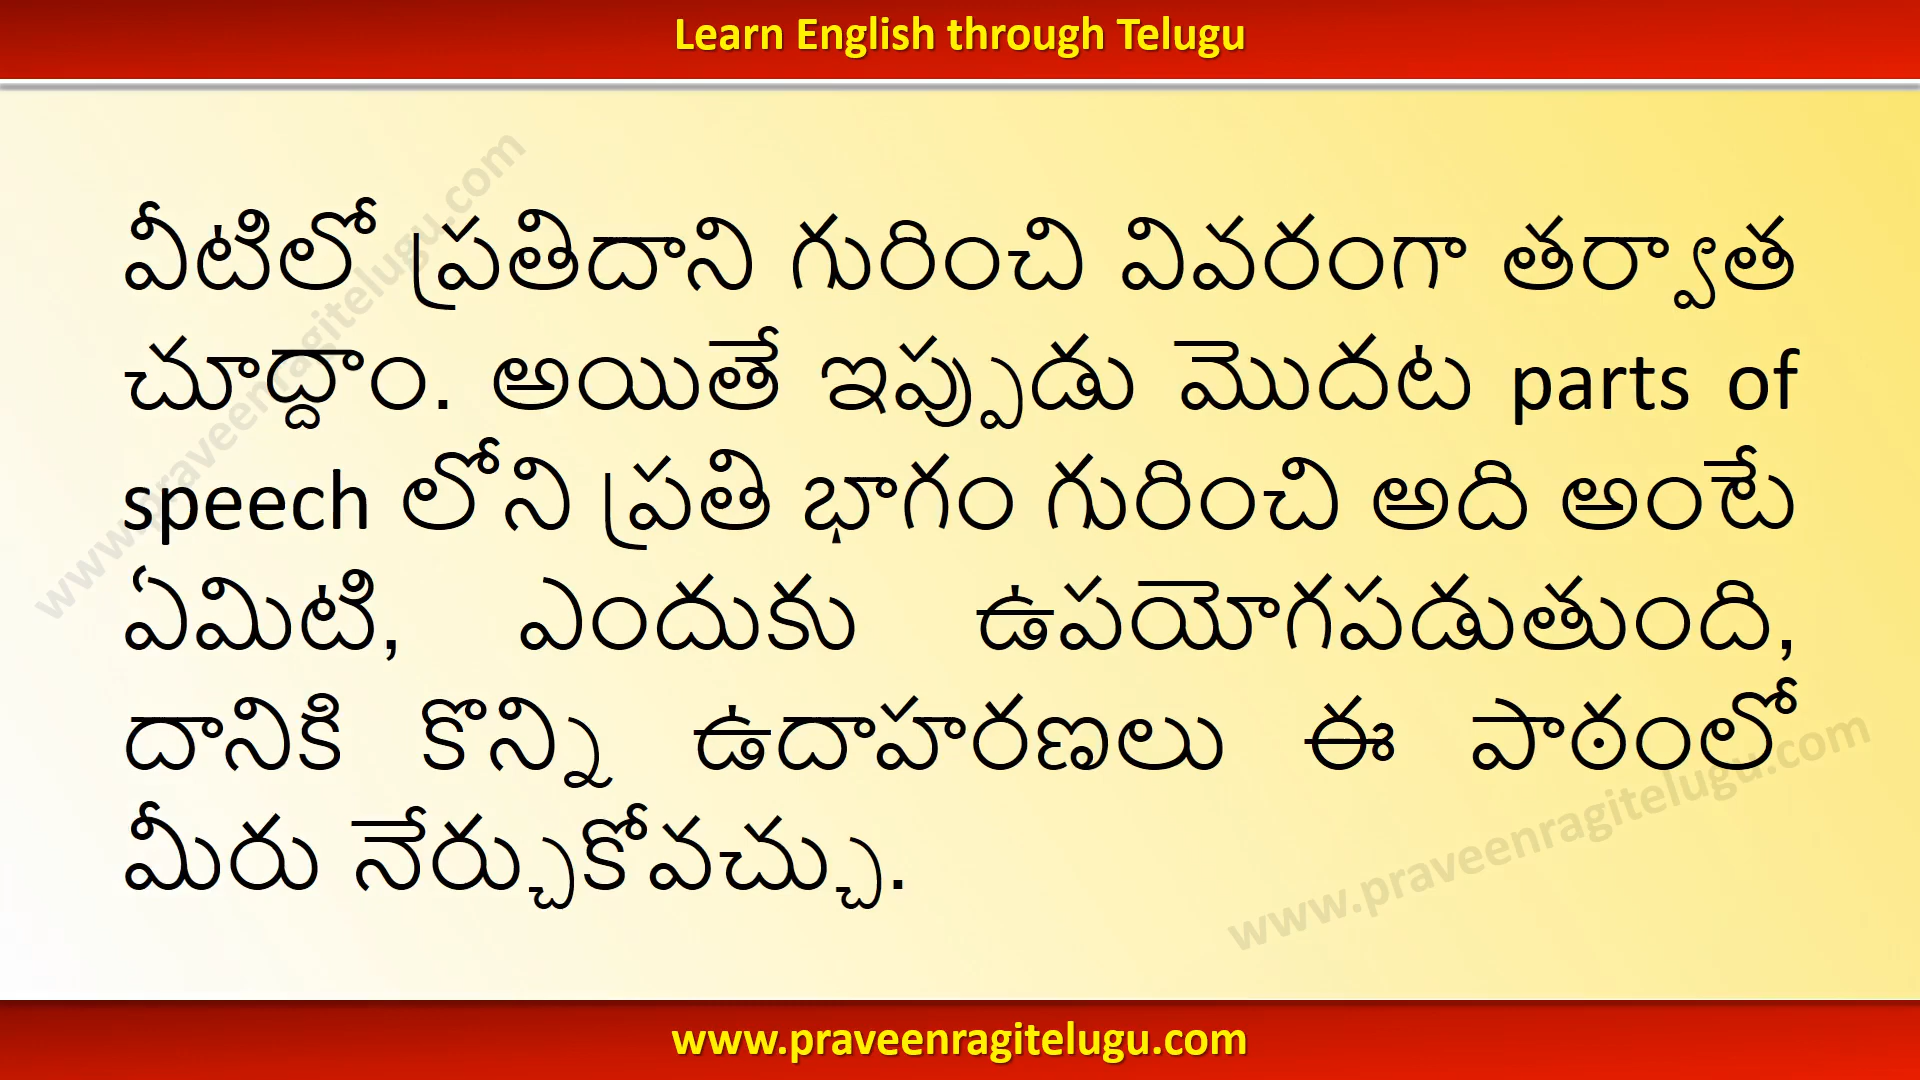 Learn English through Telugu
వీటిలో ప్రతిదాని గురించి వివరంగా తర్వాత
చూద్దాం. అయితే ఇప్పుడు మొదట parts of
speech లోని ప్రతి భాగం గురించి అది అంటే
ఏమిటి, ఎందుకు ఉపయోగపడుతుంది,
దానికి కొన్ని ఉదాహరణలు ఈ పాఠంలో
మీరు నేర్చుకోవచ్చు.
www.praveenragitelugu.com
www.praveenragitelugu.com
www.praveenragitelugu.com